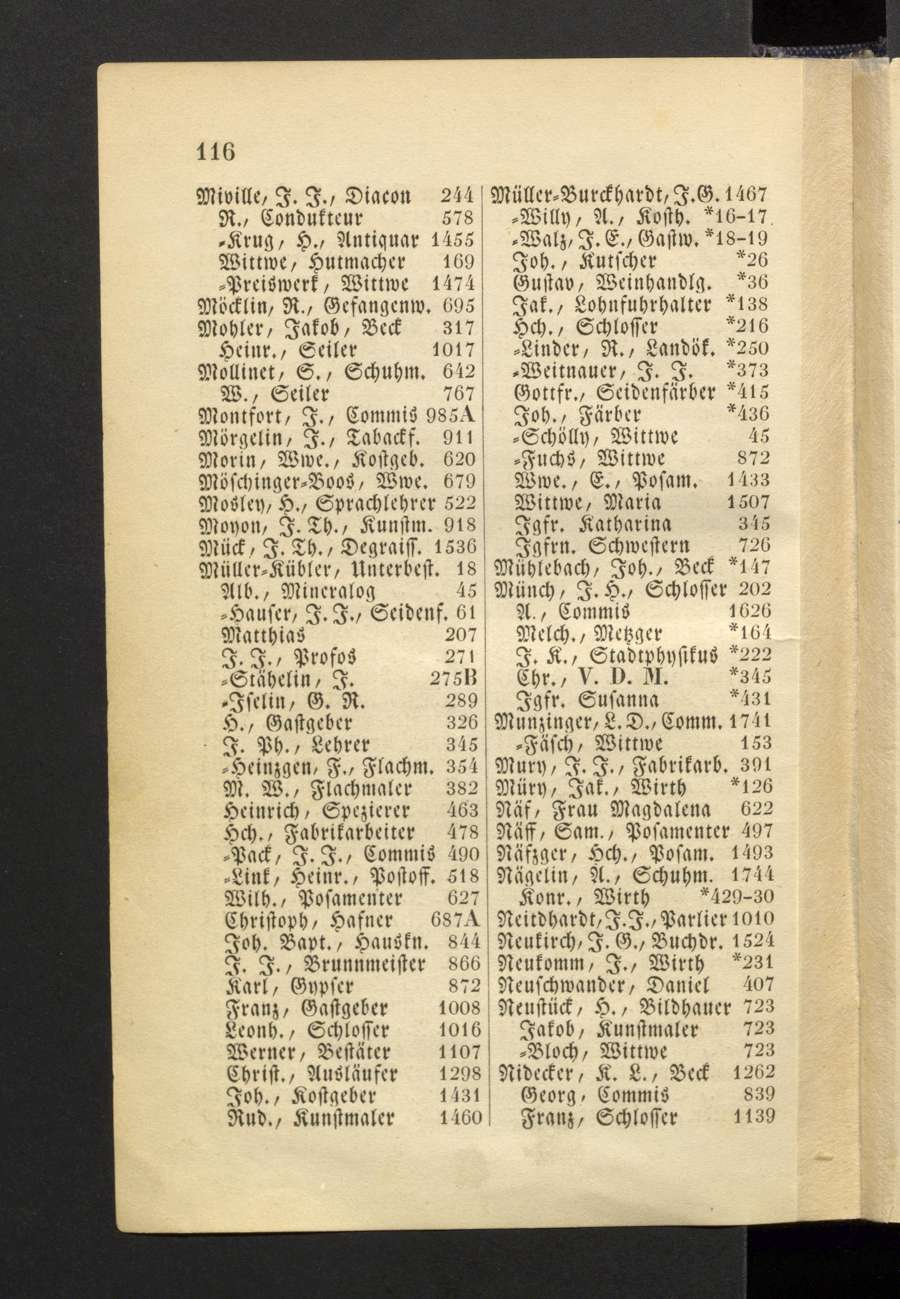 116
Miville, J. J., Diacon 244
R., Condukteur 578
-Krug, H., Antiquar 1455
Wittwe, Hutmacher 169
-Preiswerk, Wittwe 1474
Möcklin, R., Gefangenw. 695
Mohler, Jakob, Beck 317
Heinr., Seiler 1017
Mollinet, S., Schuhm. 642
W., Seiler 767
Montfort, J., Commis 985A
Mörgelin, J., Tabackf. 911
Morin, Wwe., Kostgeb. 620
Möschinger-Boos, Wwe. 679
Mosley, H., Sprachlehrer 522
Moyon, J. Th., Kunstm. 918
Mück, J. Th., Degraiss. 1536
Müller-Kübler, Unterbest. 18
Alb., Mineralog 45
-Hauser, J. J., Seidenf. 61
Matthias 207
J. J., Profos 271
-Stähelin, J. 275B
-Iselin, G. R. 289
H., Gastgeber 326
J. Ph., Lehrer 345
-Heinzgen, F., Flachm. 354
M. W., Flachmaler 382
Heinrich, Spezierer 463
Hch., Fabrikarbeiter 478
-Pack, J. J., Commis 490
-Link, Heinr., Postoff. 518
Wilh., Posamenter 627
Christoph, Hafner 687A
Joh. Bapt., Hauskn. 844
J. J., Brunnmeister 866
Karl, Gypser 872
Franz, Gastgeber 1008
Leonh., Schlosser 1016
Werner, Bestäter 1107
Christ., Ausläufer 1298
Joh., Kostgeber 1431
Rud., Kunstmaler 1460
Müller-Burckhardt, J.G. 1467
-Willy, A., Kosth. *16-17
-Walz, J. E., Gastw. *18-19
Joh., Kutscher *26
Gustav, Weinhandlg. *36
Jak., Lohnfuhrhalter *138
Hch., Schlosser *216
-Linder, R., Landök. *250
-Weitnauer, J. J. *373
Gottfr., Seidenfärber *415
Joh., Färber *436
-Schölly, Wittwe 45
-Fuchs, Wittwe 872
Wwe., E., Posam. 1433
Wittwe, Maria 1507
Jgfr. Katharina 345
Jgfrn. Schwestern 726
Mühlebach, Joh., Beck *147
Münch, J. H., Schlosser 202
A., Commis 1626
Melch., Metzger *164
J. K., Stadtphysikus *222
Chr., V. D. M. *345
Jgfr. Susanna *431
Munzinger, L. D., Comm. 1741
-Fäsch, Wittwe 153
Mury, J. J., Fabrikarb. 391
Müry, Jak., Wirth *126
Näf, Frau Magdalena 622
Näff, Sam., Posamenter 497
Näfzger, Hch., Posam. 1493
Nägelin, A., Schuhm. 1744
Konr., Wirth *429-30
Neitdhardt, J. J., Parlier 1010
Neukirch, J. G., Buchdr. 1524
Neukomm, J., Wirth *231
Neuschwander, Daniel 407
Neustück, H., Bildhauer 723
Jakob, Kunstmaler 723
-Bloch, Wittwe 723
Nidecker, K. L., Beck 1262
Georg, Commis 839
Franz, Schlosser 1139